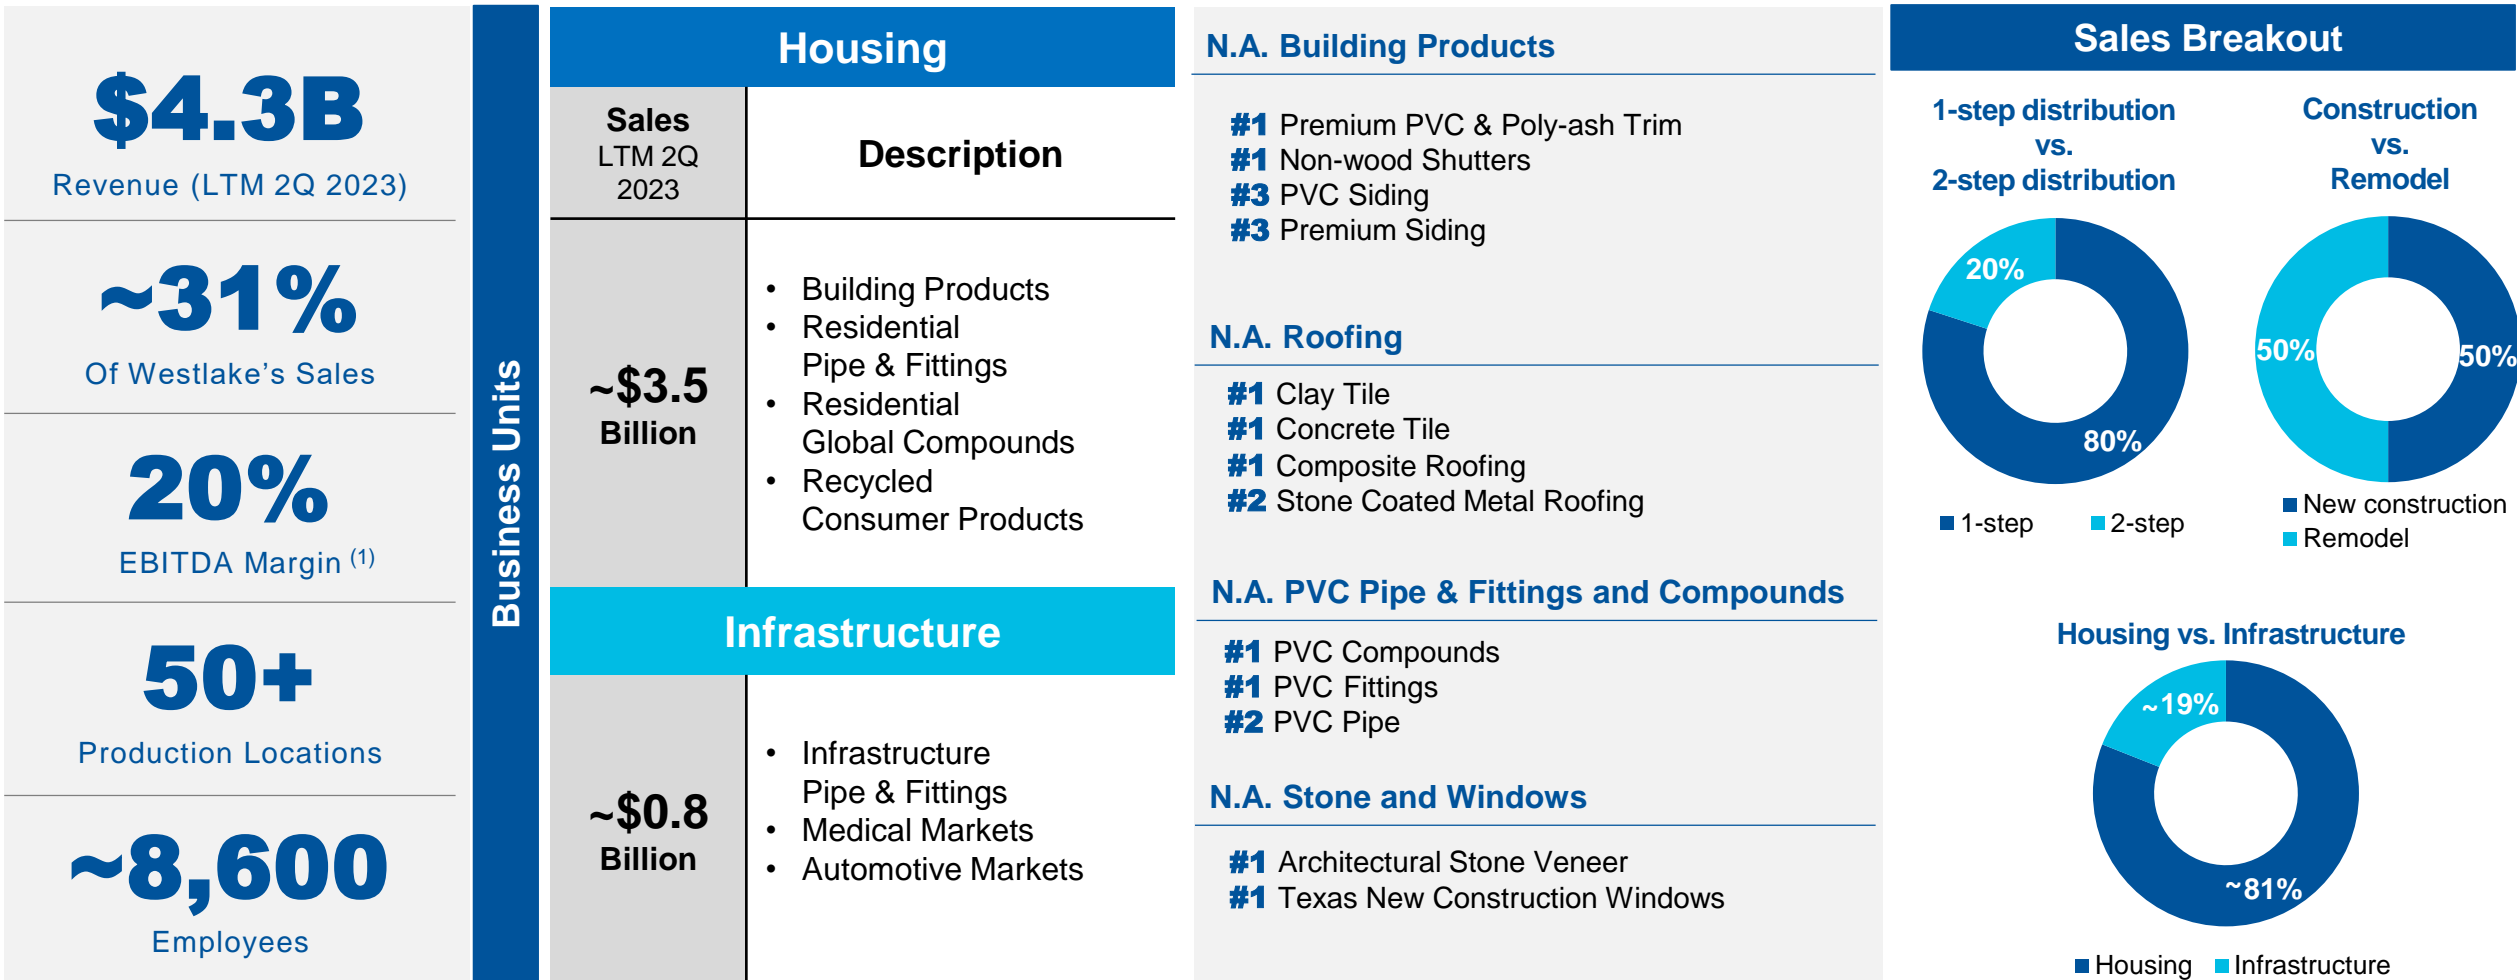 $4.3B
Revenue (LTM 2Q 2023)
~31%
Of Westlake's Sales
20%
EBITDA Margin (1)
50+
Production Locations
~8,600
Employees
Business Units
Housing
Sales
LTM 2Q
2023
Description
~$3.5
Billion
• Building Products
• Residential
Pipe & Fittings
• Residential
Global Compounds
• Recycled
Consumer Products
Infrastructure
~$0.8
Billion
• Infrastructure
Pipe & Fittings
• Medical Markets
• Automotive Markets
N.A. Building Products
#1 Premium PVC & Poly-ash Trim
#1 Non-wood Shutters
#3 PVC Siding
#3 Premium Siding
N.A. Roofing
#1 Clay Tile
#1 Concrete Tile
#1 Composite Roofing
#2 Stone Coated Metal Roofing
N.A. PVC Pipe & Fittings and Compounds
#1 PVC Compounds
#1 PVC Fittings
#2 PVC Pipe
N.A. Stone and Windows
#1 Architectural Stone Veneer
#1 Texas New Construction Windows
Sales Breakout
1-step distribution
vs.
2-step distribution
20%
80%
1-step
2-step
Construction
vs.
Remodel
50%
50%
New construction
Remodel
Housing vs. Infrastructure
~19%
~81%
Housing
Infrastructure